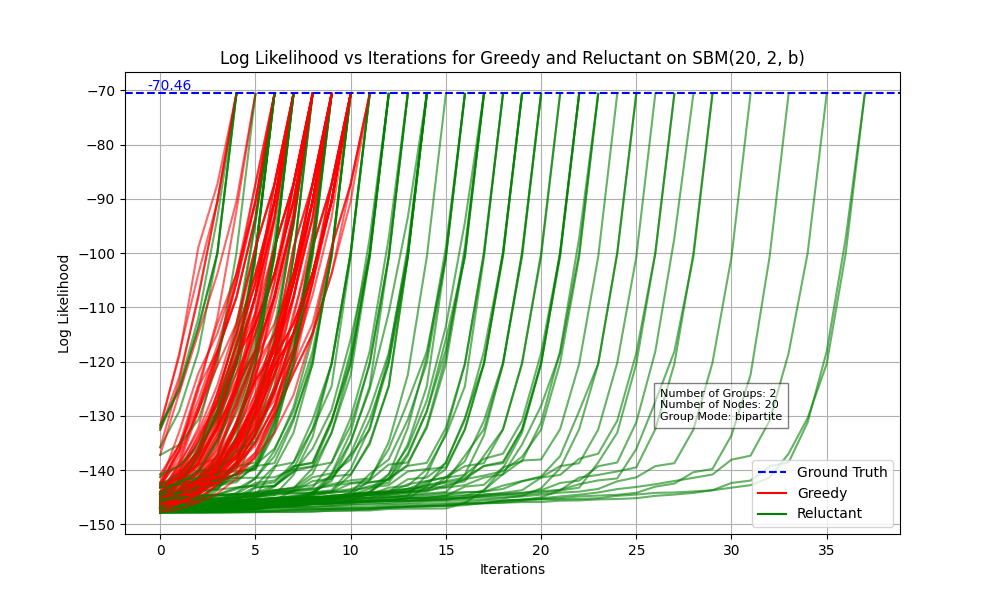 Log Likelihood vs Iterations for Greedy and Reluctant on SBM(20, 2, b)
-70.46
−70
−80
−90
−100
−110
−120
−130
−140
−150
Log Likelihood
Number of Groups: 2
Number of Nodes: 20
Group Mode: bipartite
Ground Truth
Greedy
Reluctant
0
5
10
15
20
25
30
35
Iterations